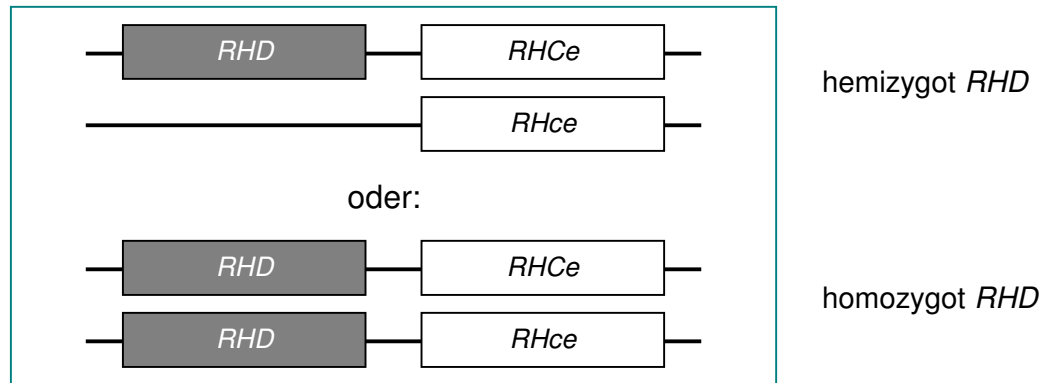 RHD RHCe
hemizygot RHD
RHce
oder:
RHD RHCe
homozygot RHD
RHD RHce